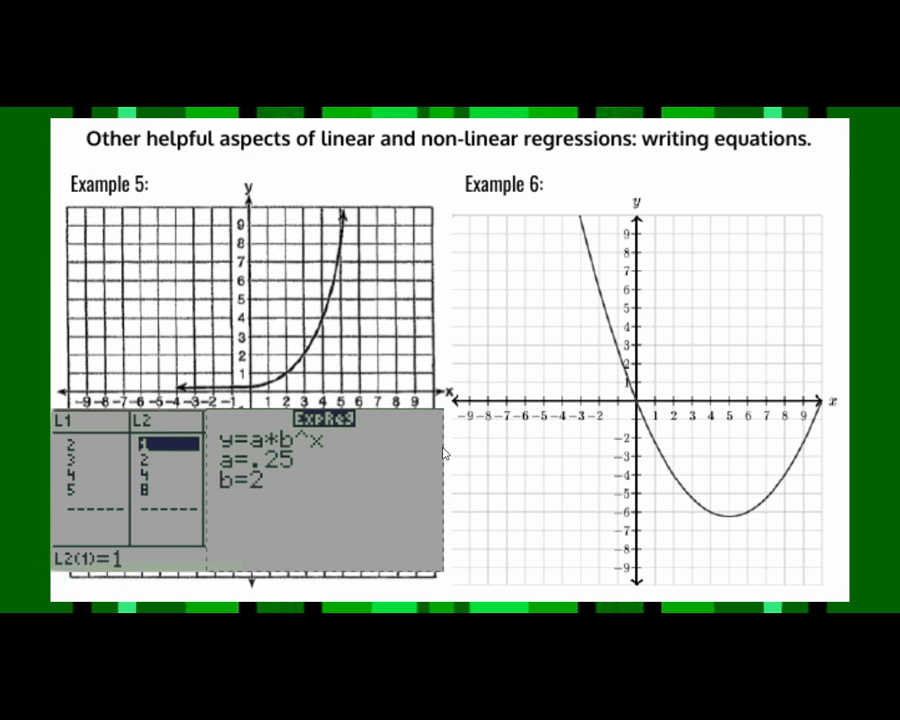 Other helpful aspects of linear and non-linear regressions: writing equations.
Example 5:
y
9
8
7
6
5
4
3
2
1
x
-9 -8 -7 -6 -5 -4 -3 -2 -1 1 2 3 4 5 6 7 8 9
L1 L2
2 1
3 2
4 4
5 8
L2(1)=1
ExpReg
y=a*b^x
a=.25
b=2
Example 6:
y
9
8
7
6
5
4
3
2
1
x
-9 -8 -7 -6 -5 -4 -3 -2 1 2 3 4 5 6 7 8 9
-2
-3
-4
-5
-6
-7
-8
-9